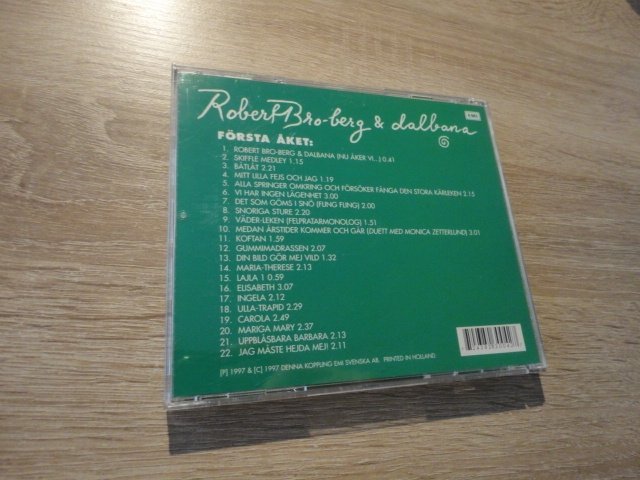 Robert Bro-berg & dalbana
EMI
FÖRSTA ÅKET:
1. ROBERT BRO-BERG & DALBANA (NU ÅKER VI...) 0.41
2. SKIFFLE MEDLEY 1.15
3. BÅTLÅT 2.21
4. MITT LILLA FEJS OCH JAG 1.19
5. ALLA SPRINGER OMKRING OCH FÖRSÖKER FÅNGA DEN STORA KÄRLEKEN 2.15
6. VI HAR INGEN LÄGENHET 3.00
7. DET SOM GÖMS I SNÖ (FUNG FUNG) 2.00
8. SNORIGA STURE 2.20
9. VÄDER-LEKEN (FELPRATARMONOLOG) 1.51
10. MEDAN ÅRSTIDER KOMMER OCH GÅR (DUETT MED MONICA ZETTERLUND) 3.01
11. KOFTAN 1.59
12. GUMMIMADRASSEN 2.07
13. DIN BILD GÖR MEJ VILD 1.32
14. MARIA-THERESE 2.13
15. LAJLA 1 0.59
16. ELISABETH 3.07
17. INGELA 2.12
18. ULLA-TRAPID 2.29
19. CAROLA 2.49
20. MARIGA MARY 2.37
21. UPPBLÅSBARA BARBARA 2.13
22. JAG MÅSTE HEJDA MEJ! 2.11
[P] 1997 & [C] 1997 DENNA KOPPLING EMI SVENSKA AB. PRINTED IN HOLLAND.